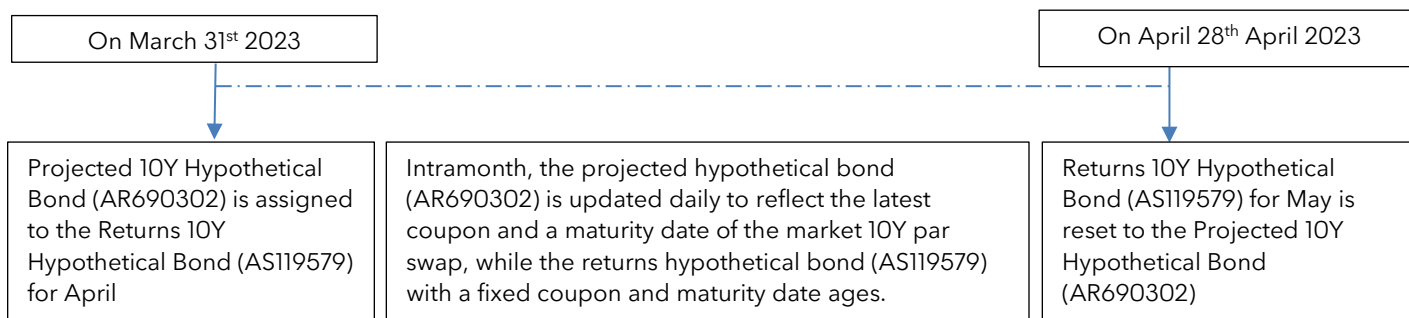 On March 31st 2023
On April 28th April 2023
Projected 10Y Hypothetical
Bond (AR690302) is assigned
to the Returns 10Y
Hypothetical Bond (AS119579)
for April
Intramonth, the projected hypothetical bond
(AR690302) is updated daily to reflect the latest
coupon and a maturity date of the market 10Y par
swap, while the returns hypothetical bond (AS119579)
with a fixed coupon and maturity date ages.
Returns 10Y Hypothetical
Bond (AS119579) for May is
reset to the Projected 10Y
Hypothetical Bond
(AR690302)